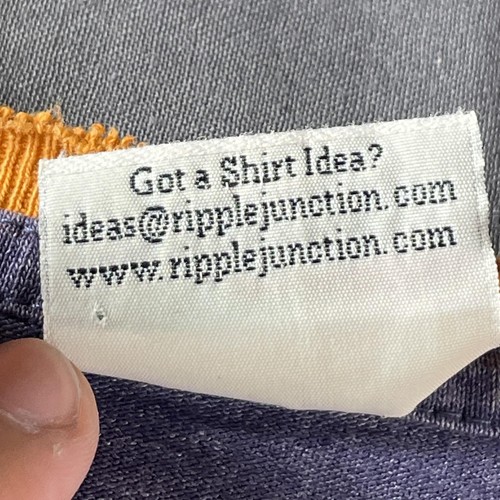 Got a Shirt Idea?
ideas@ripplejunction.com
www.ripplejunction.com